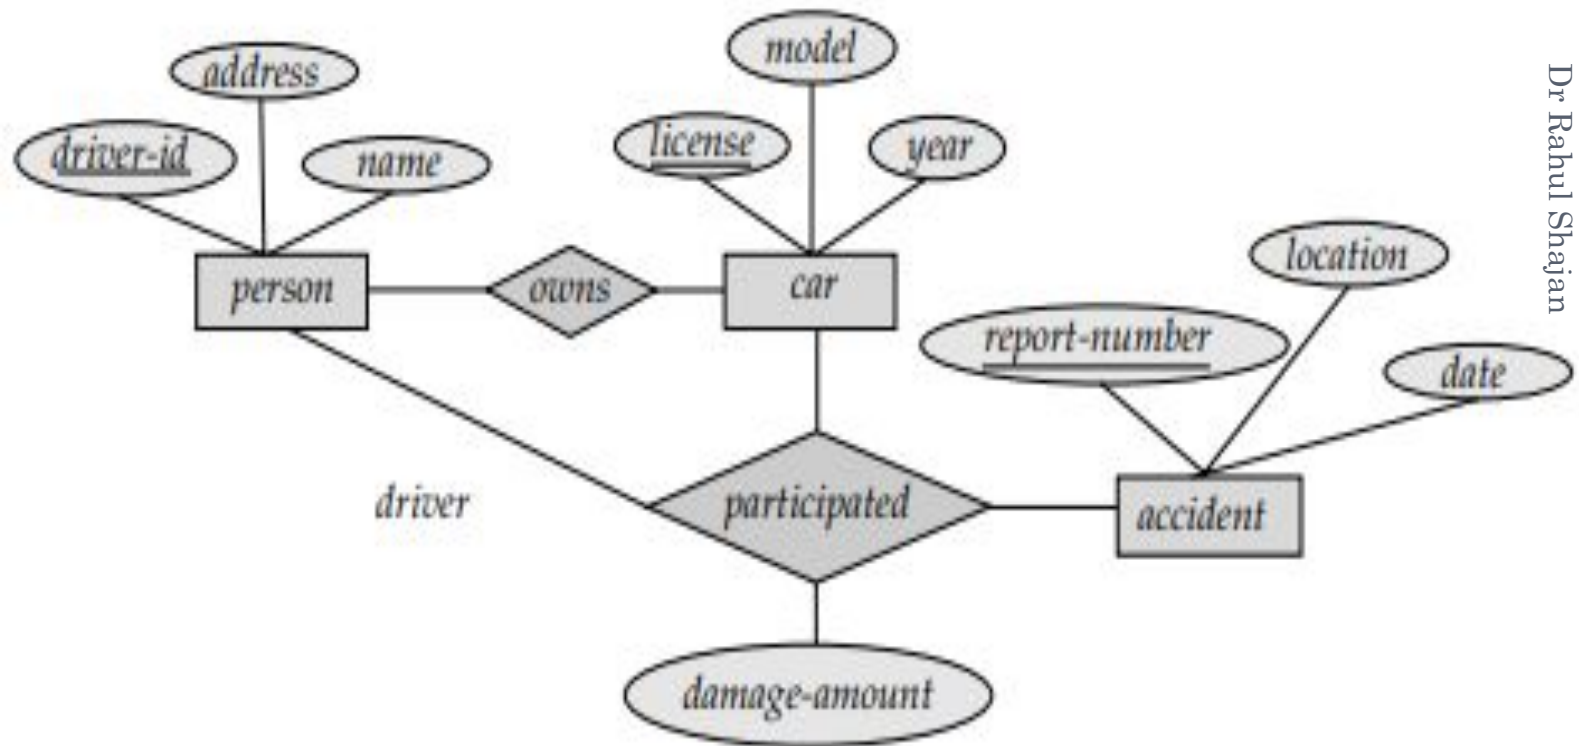 model
address
license
year
driver-id
name
location
person
owns
car
report-number
date
driver
participated
accident
damage-amount
Dr Rahul Shajan